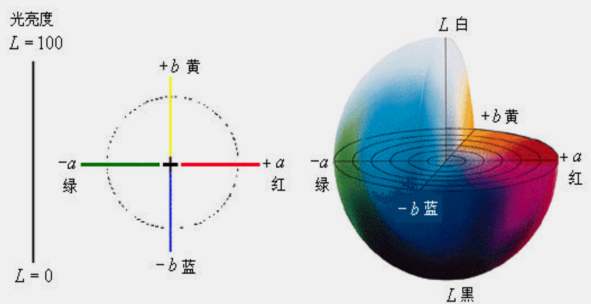 光亮度
L = 100
+b 黄
-a
绿
+a
红
-b 蓝
L = 0
L 白
+b 黄
-a
绿
+a
红
-b 蓝
L 黑